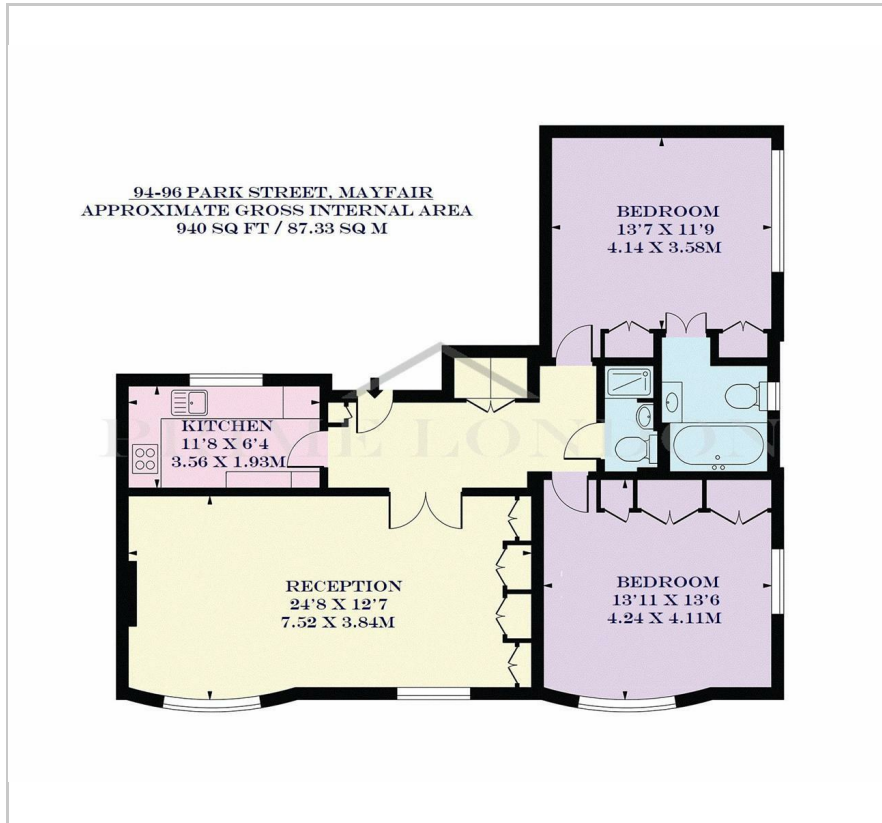 94-96 PARK STREET, MAYFAIR
APPROXIMATE GROSS INTERNAL AREA
940 SQ FT / 87.33 SQ M
BEDROOM
13'7 X 11'9
4.14 X 3.58M
KITCHEN
11'8 X 6'4
3.56 X 1.93M
PRIME LONDON
RECEPTION
24'8 X 12'7
7.52 X 3.84M
BEDROOM
13'11 X 13'6
4.24 X 4.11M